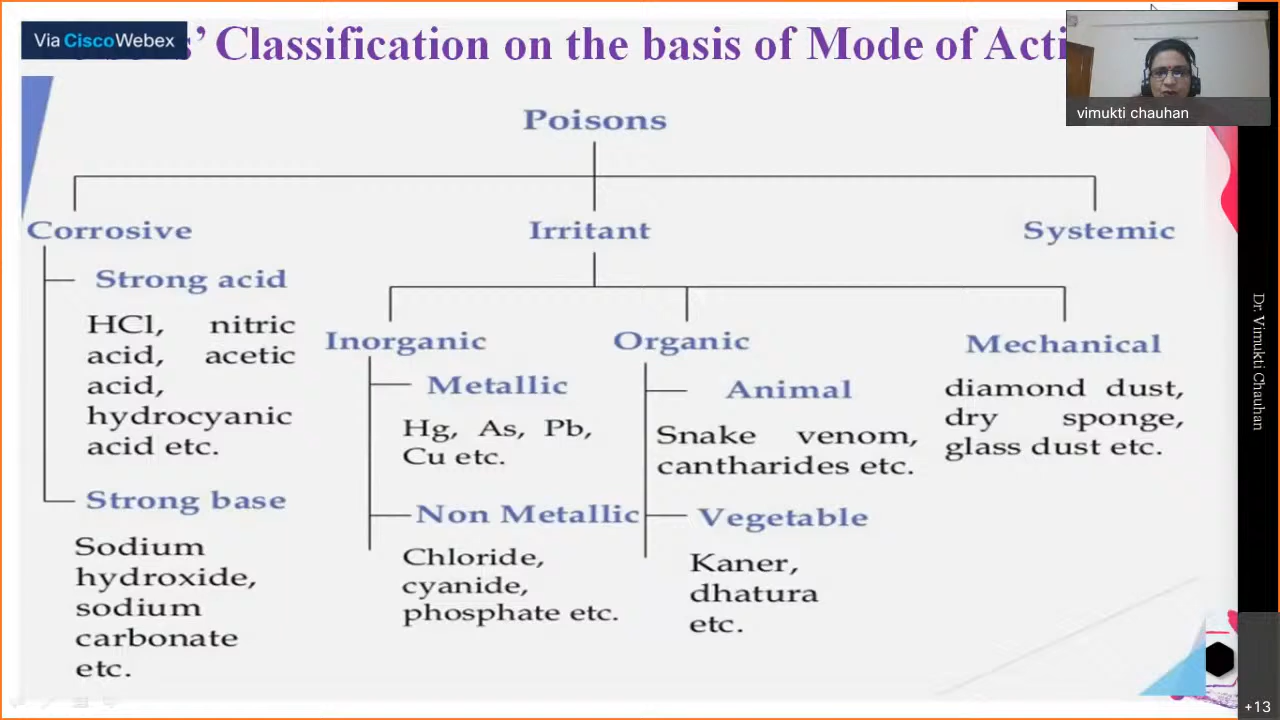 Via CiscoWebex
’ Classification on the basis of Mode of Acti
vimukti chauhan
Poisons
Corrosive
Irritant
Systemic
Strong acid
HCl, nitric
acid, acetic
acid,
hydrocyanic
acid etc.
Strong base
Sodium
hydroxide,
sodium
carbonate
etc.
Inorganic
Metallic
Hg, As, Pb,
Cu etc.
Non Metallic
Chloride,
cyanide,
phosphate etc.
Organic
Animal
Snake venom,
cantharides etc.
Vegetable
Kaner,
dhatura
etc.
Mechanical
diamond dust,
dry sponge,
glass dust etc.
Dr. Vimukti Chauhan
+13